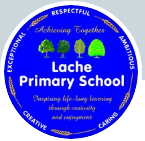 RESPECTFUL
EXCEPTIONAL
AMBITIOUS
Achieving Together
Lache
Primary School
Inspiring life-long learning
through curiosity
and enjoyment
CREATIVE
CARING